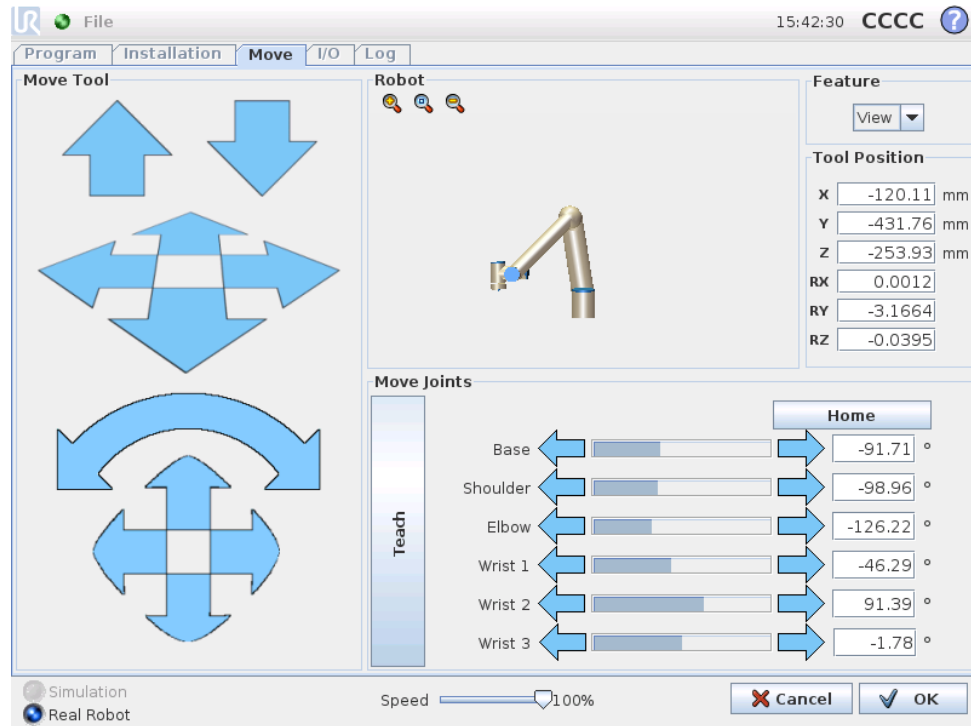 UR File 15:42:30 CCCC ?
Program Installation Move I/O Log
Move Tool
Robot
Feature
View
Tool Position
X -120.11 mm
Y -431.76 mm
Z -253.93 mm
RX 0.0012
RY -3.1664
RZ -0.0395
Move Joints
Teach
Home
Base -91.71 °
Shoulder -98.96 °
Elbow -126.22 °
Wrist 1 -46.29 °
Wrist 2 91.39 °
Wrist 3 -1.78 °
Simulation
Real Robot
Speed 100%
Cancel OK